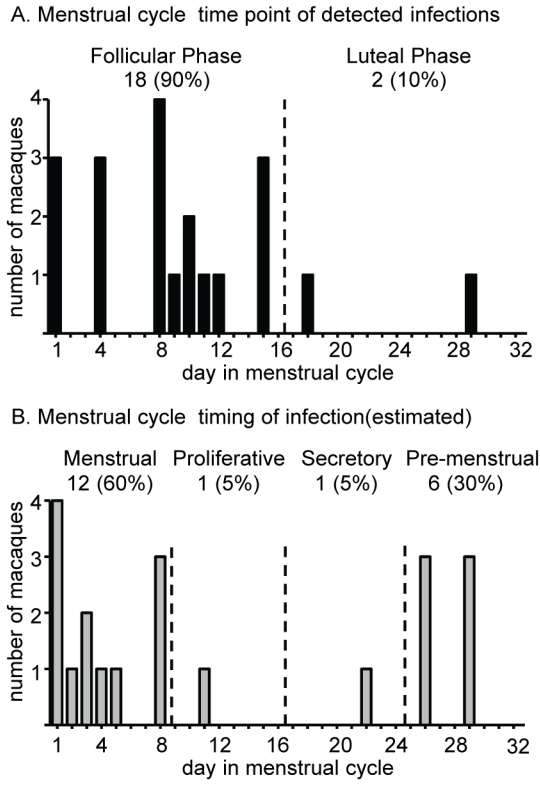 A. Menstrual cycle time point of detected infections
Follicular Phase Luteal Phase
18 (90%) 2 (10%)
4
3
2
1
number of macaques
1 4 8 12 16 20 24 28 32
day in menstrual cycle
B. Menstrual cycle timing of infection(estimated)
Menstrual Proliferative Secretory Pre-menstrual
12 (60%) 1 (5%) 1 (5%) 6 (30%)
4
3
2
1
number of macaques
1 4 8 12 16 20 24 28 32
day in menstrual cycle